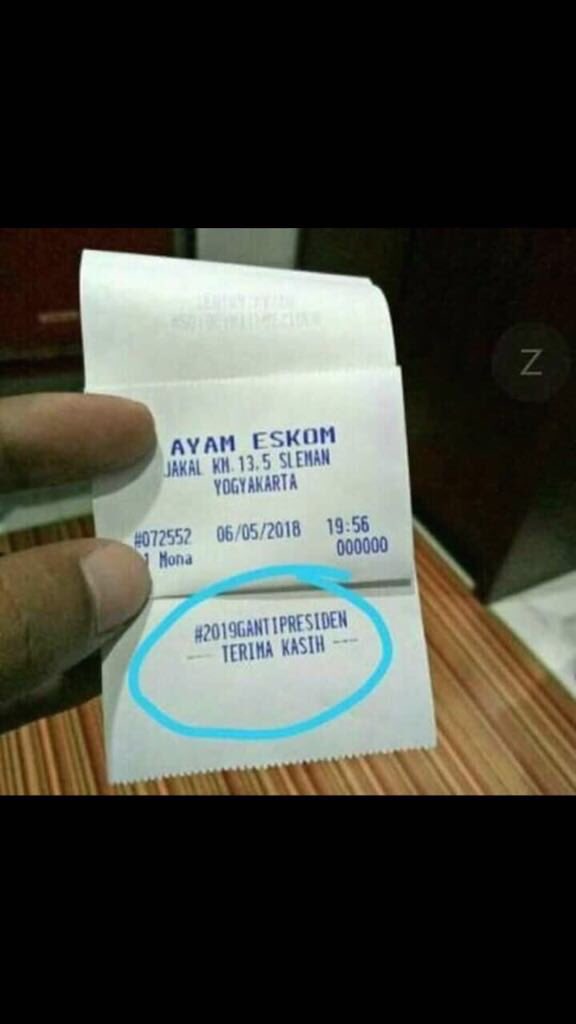 Z
AYAM ESKOM
JAKAL KM.13,5 SLEMAN
YOGYAKARTA
#072552 06/05/2018 19:56
Mona 000000
#2019GANTIPRESIDEN
--- TERIMA KASIH ---